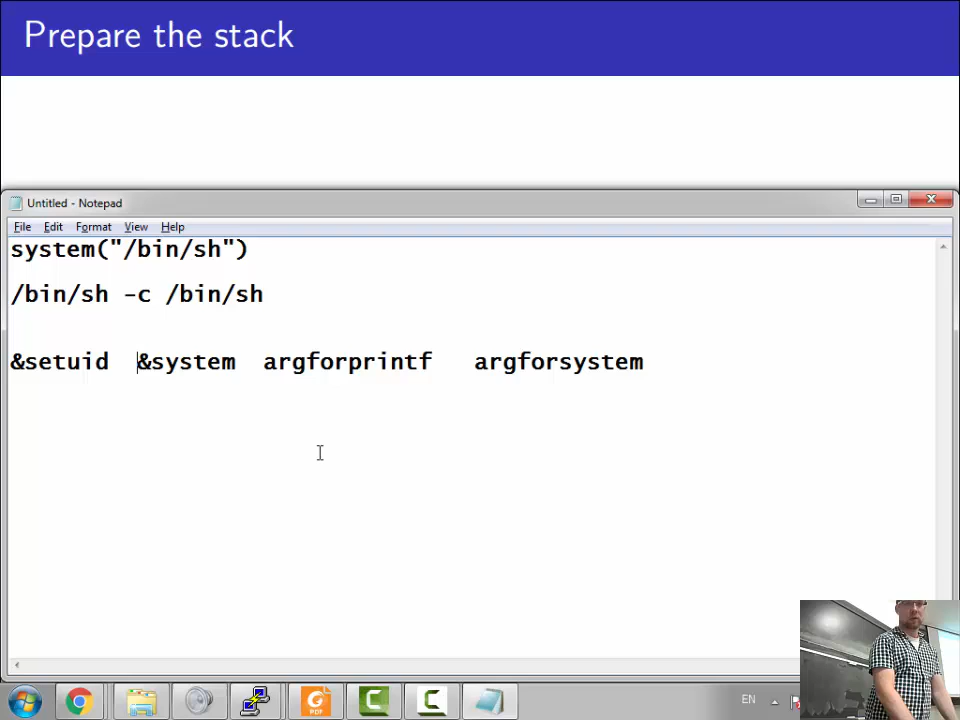 Prepare the stack
Untitled - Notepad
File Edit Format View Help
system("/bin/sh")
/bin/sh -c /bin/sh
&setuid &system argforprintf argforsystem
PDF
EN